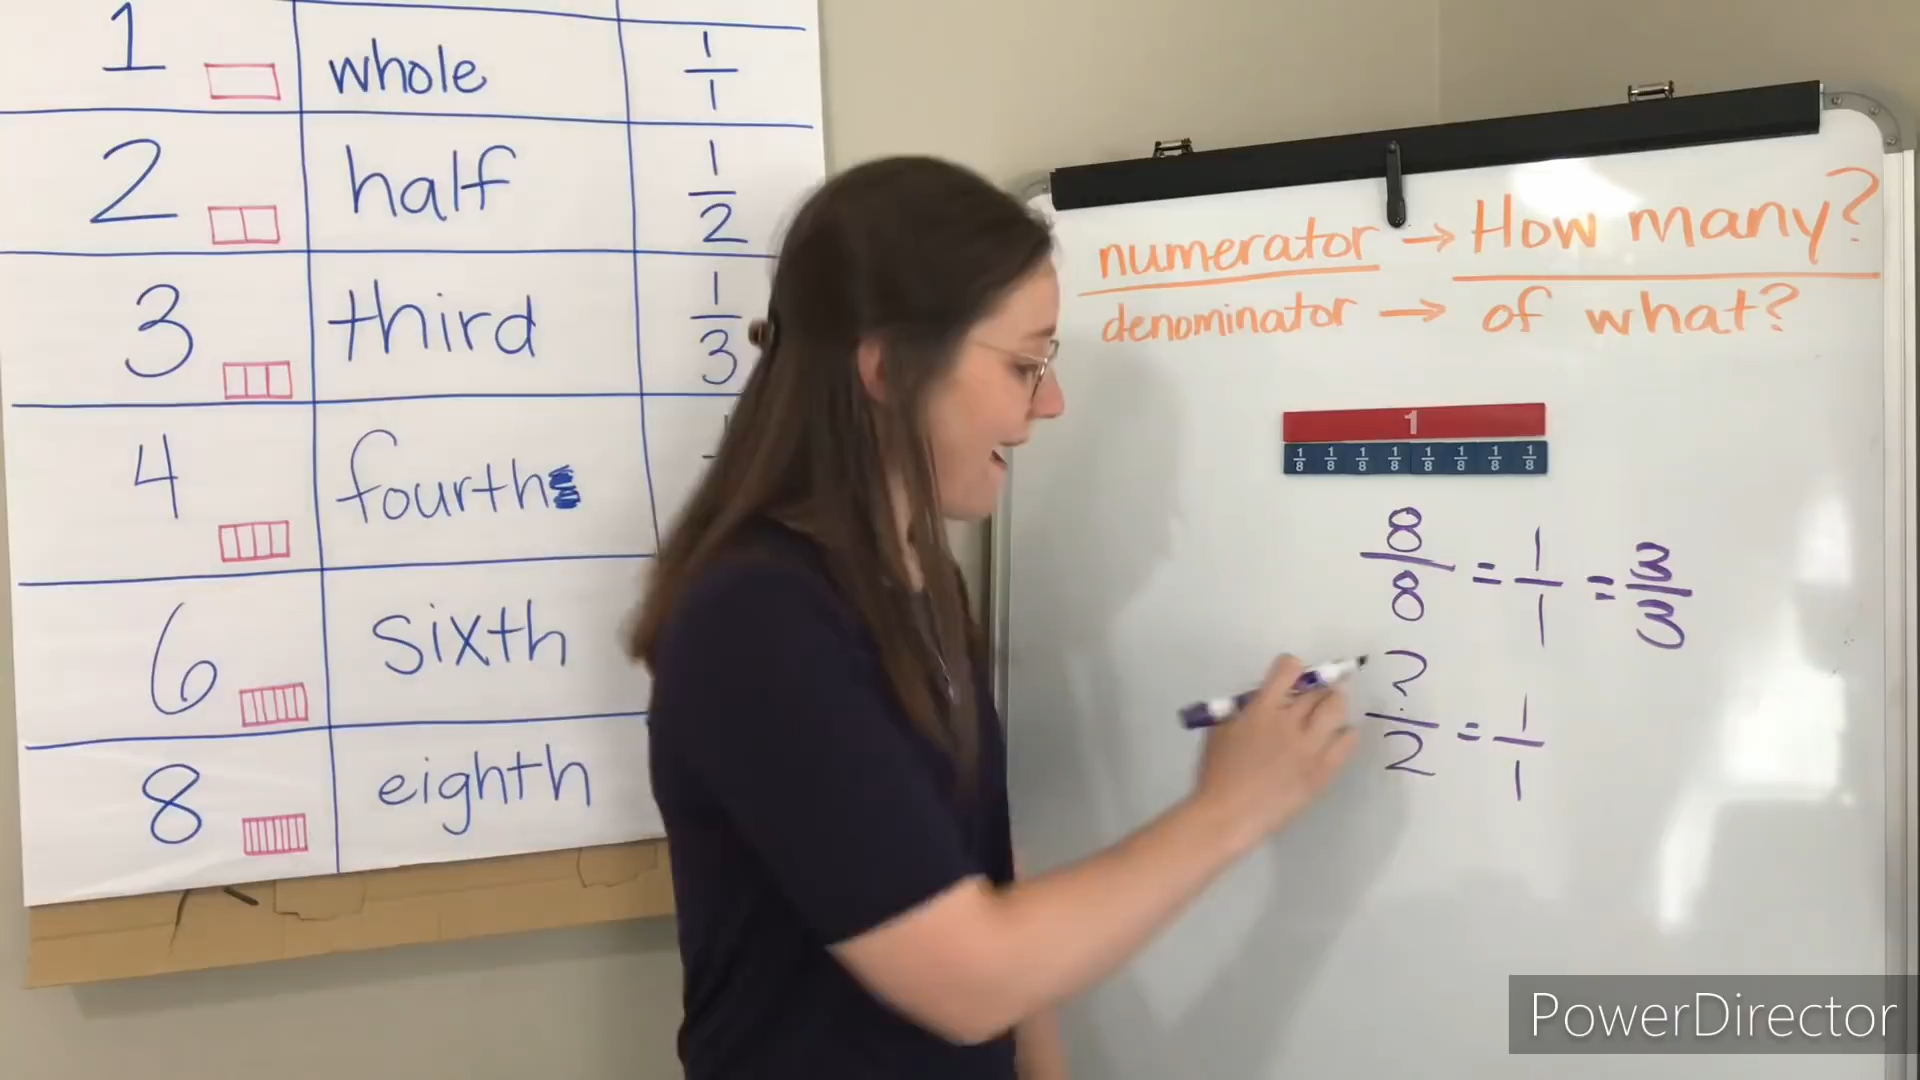 1 whole 1/1
2 half 1/2
3 third 1/3
4 fourth 1
6 sixth
8 eighth
numerator → How many?
denominator → of what?
1
1/8 1/8 1/8 1/8 1/8 1/8 1/8 1/8
8/8 = 1/1 = 3/3
?/2 = 1/1
PowerDirector